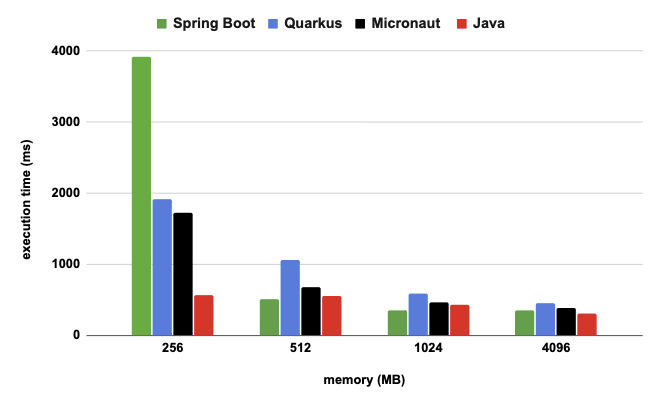 Spring Boot Quarkus Micronaut Java
4000
3000
2000
1000
0
execution time (ms)
256 512 1024 4096
memory (MB)